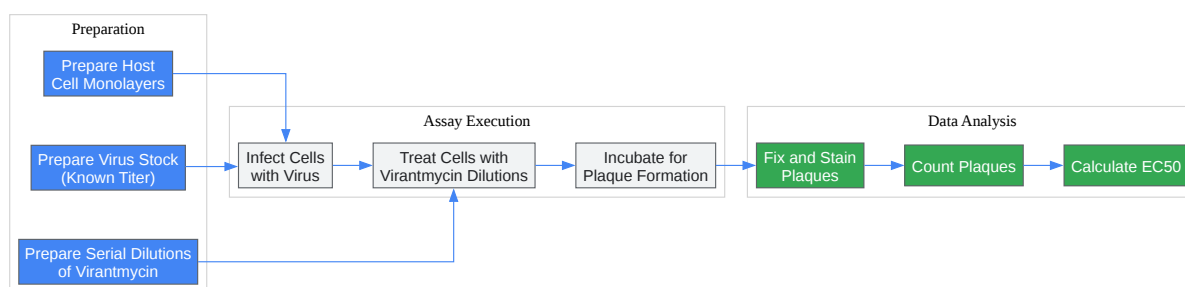 Preparation
Prepare Host
Cell Monolayers
Prepare Virus Stock
(Known Titer)
Prepare Serial Dilutions
of Virantmycin
Assay Execution
Infect Cells
with Virus
Treat Cells with
Virantmycin Dilutions
Incubate for
Plaque Formation
Data Analysis
Fix and Stain
Plaques
Count Plaques
Calculate EC50